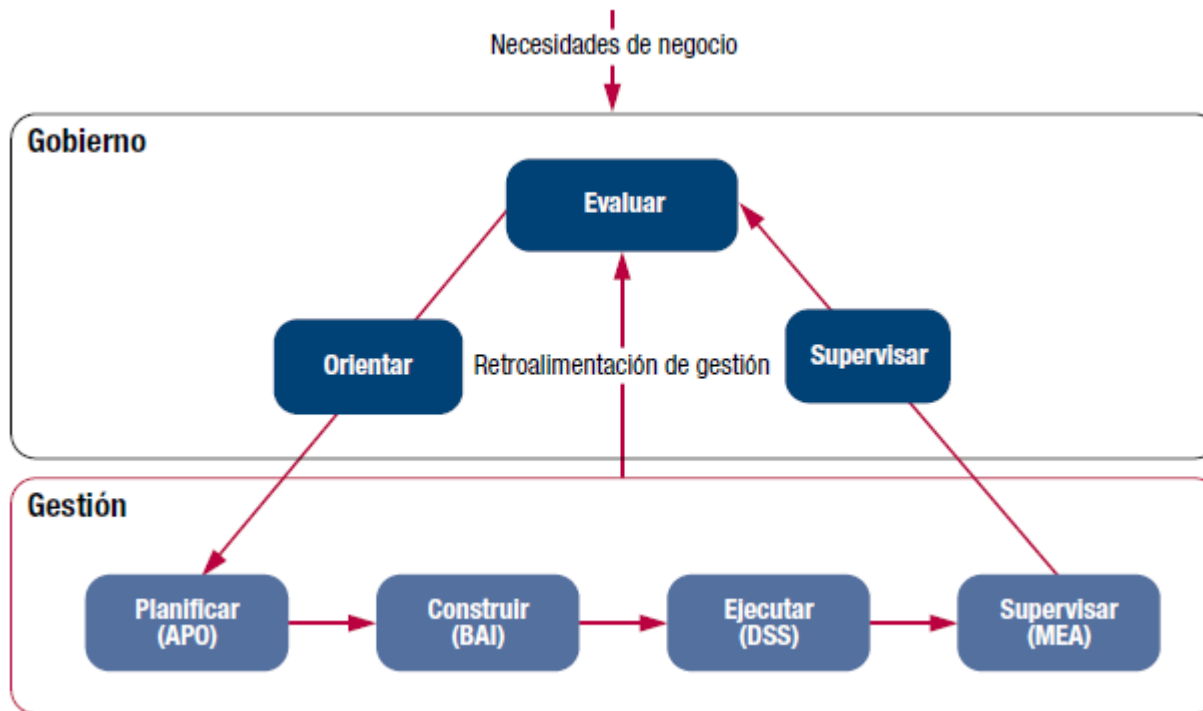 Necesidades de negocio
Gobierno
Evaluar
Orientar
Retroalimentación de gestión
Supervisar
Gestión
Planificar
(APO)
Construir
(BAI)
Ejecutar
(DSS)
Supervisar
(MEA)